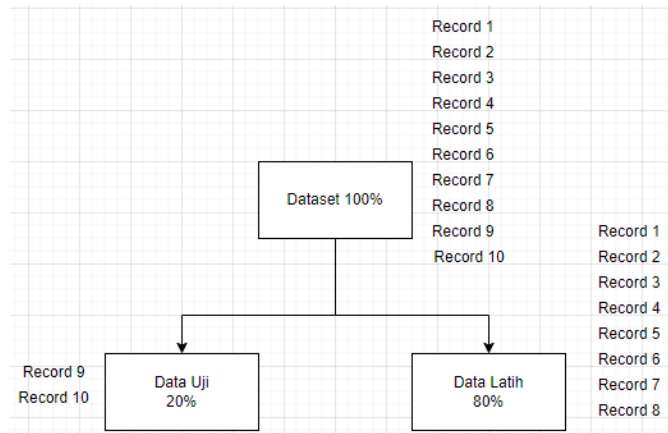 Record 1
Record 2
Record 3
Record 4
Record 5
Record 6
Record 7
Record 8
Record 9
Record 10
Dataset 100%
Record 1
Record 2
Record 3
Record 4
Record 5
Record 6
Record 7
Record 8
Record 9
Record 10
Data Uji
20%
Data Latih
80%